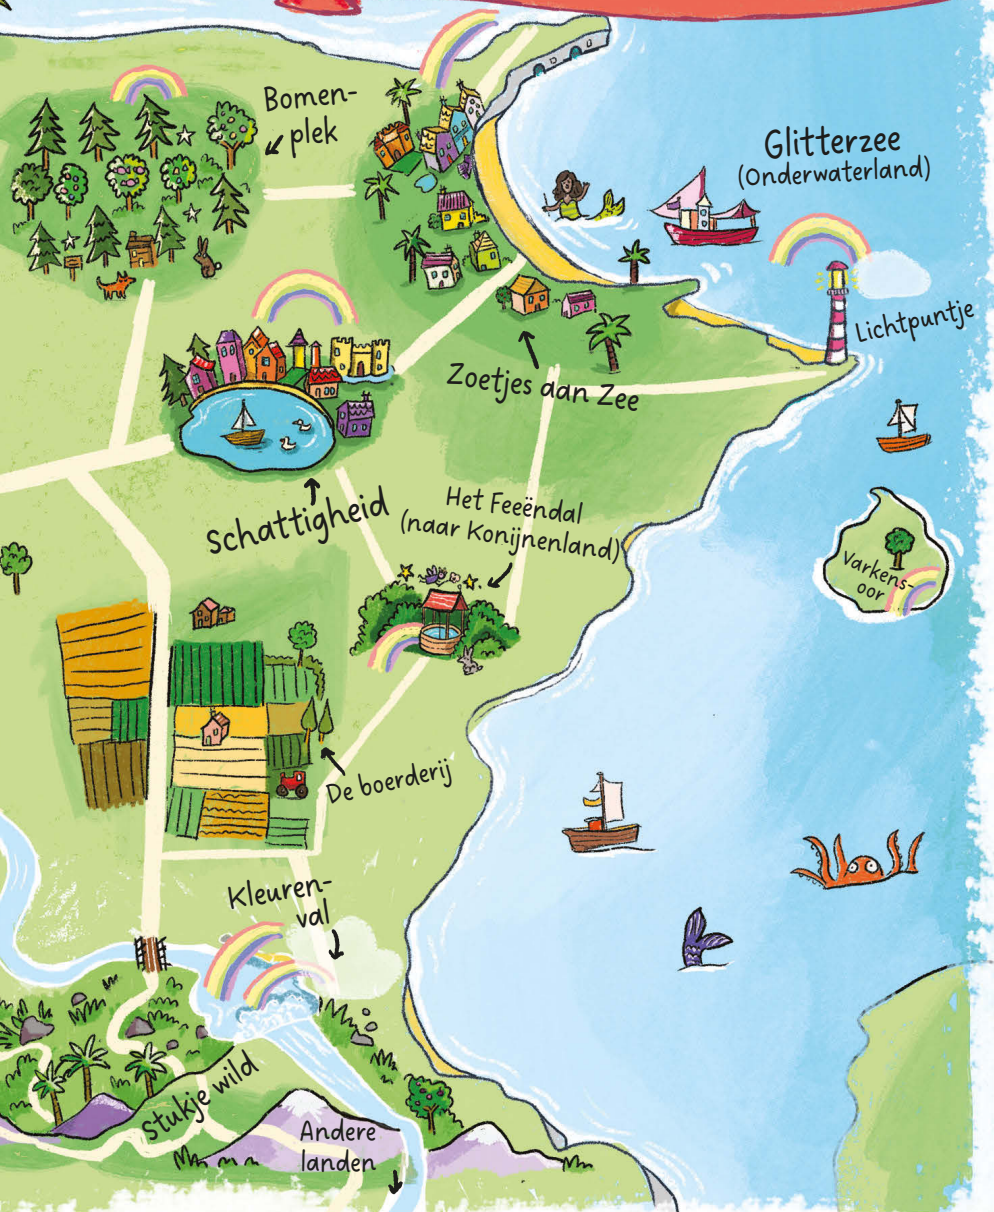 Bomen-
plek
Glitterzee
(Onderwaterland)
Lichtpuntje
Zoetjes aan Zee
Schattigheid
Het Feeëndal
(naar Konijnenland)
Varkens-
oor
De boerderij
Kleuren-
val
Stukje wild
Andere
landen